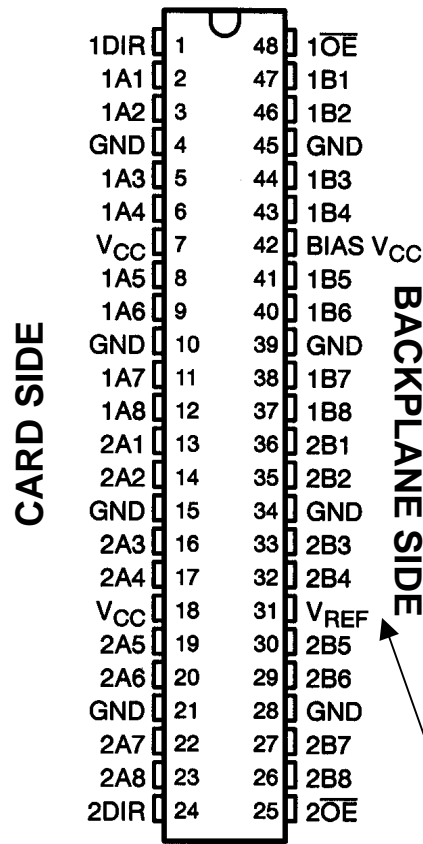 1DIR 1 48 1O̅E̅
1A1 2 47 1B1
1A2 3 46 1B2
GND 4 45 GND
1A3 5 44 1B3
1A4 6 43 1B4
VCC 7 42 BIAS VCC
1A5 8 41 1B5
1A6 9 40 1B6
GND 10 39 GND
1A7 11 38 1B7
1A8 12 37 1B8
2A1 13 36 2B1
2A2 14 35 2B2
GND 15 34 GND
2A3 16 33 2B3
2A4 17 32 2B4
VCC 18 31 VREF
2A5 19 30 2B5
2A6 20 29 2B6
GND 21 28 GND
2A7 22 27 2B7
2A8 23 26 2B8
2DIR 24 25 2O̅E̅
CARD SIDE
BACKPLANE SIDE